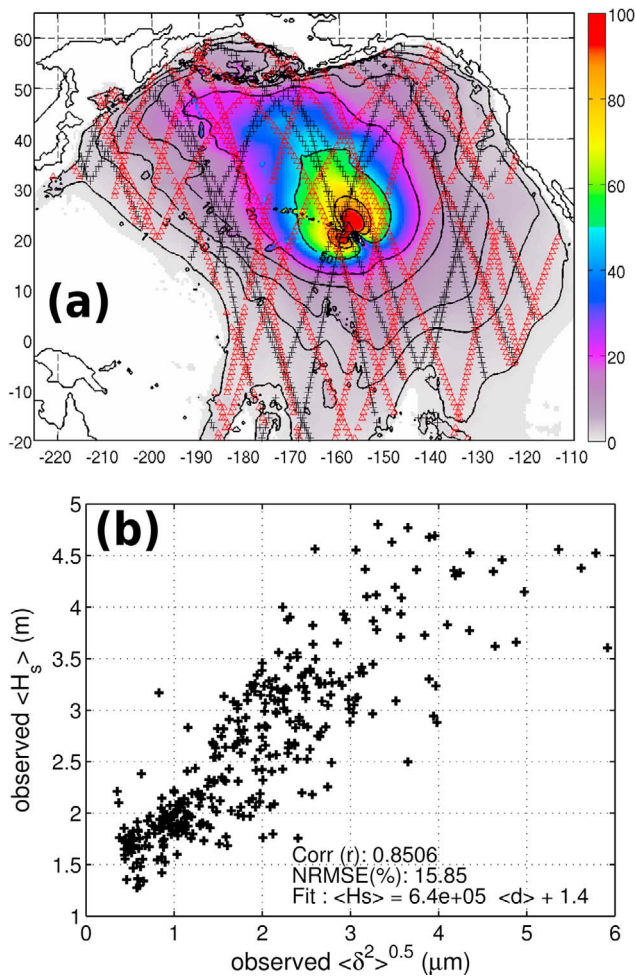 (a)
60
50
40
30
20
10
0
-10
-20
-220 -210 -200 -190 -180 -170 -160 -150 -140 -130 -120 -110
100
80
60
40
20
0
(b)
5
4.5
4
3.5
3
2.5
2
1.5
1
observed <H_s> (m)
Corr (r): 0.8506
NRMSE(%): 15.85
Fit : <Hs> = 6.4e+05 <d> + 1.4
0 1 2 3 4 5 6
observed <δ²>^0.5 (μm)